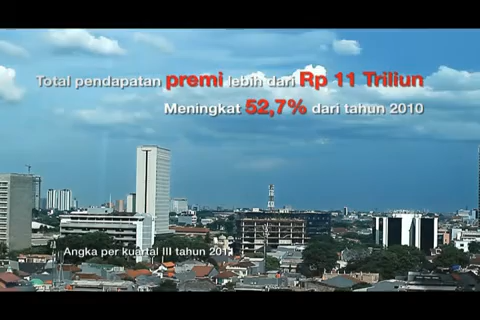 Total pendapatan premi lebih dari Rp 11 Triliun
Meningkat 52,7% dari tahun 2010
Angka per kuartal III tahun